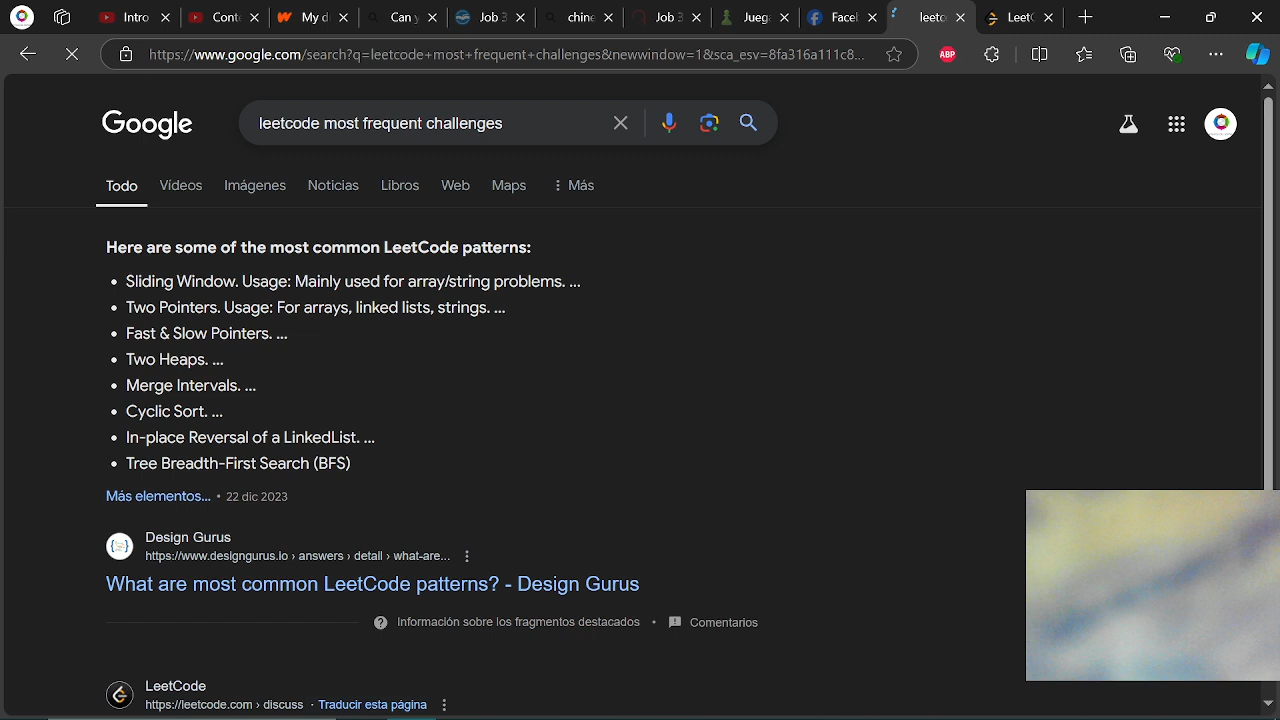 Intro
Conto
My d
Can y
Job 3
chine
Job 3
Juega
Facel
leetc
LeetC
https://www.google.com/search?q=leetcode+most+frequent+challenges&newwindow=1&sca_esv=8fa316a111c8...
ABP
Google
leetcode most frequent challenges
Todo Vídeos Imágenes Noticias Libros Web Maps Más
Here are some of the most common LeetCode patterns:
• Sliding Window. Usage: Mainly used for array/string problems. ...
• Two Pointers. Usage: For arrays, linked lists, strings. ...
• Fast & Slow Pointers. ...
• Two Heaps. ...
• Merge Intervals. ...
• Cyclic Sort. ...
• In-place Reversal of a LinkedList. ...
• Tree Breadth-First Search (BFS)
Más elementos... • 22 dic 2023
Design Gurus
https://www.designgurus.io › answers › detail › what-are...
What are most common LeetCode patterns? - Design Gurus
Información sobre los fragmentos destacados • Comentarios
LeetCode
https://leetcode.com › discuss · Traducir esta página